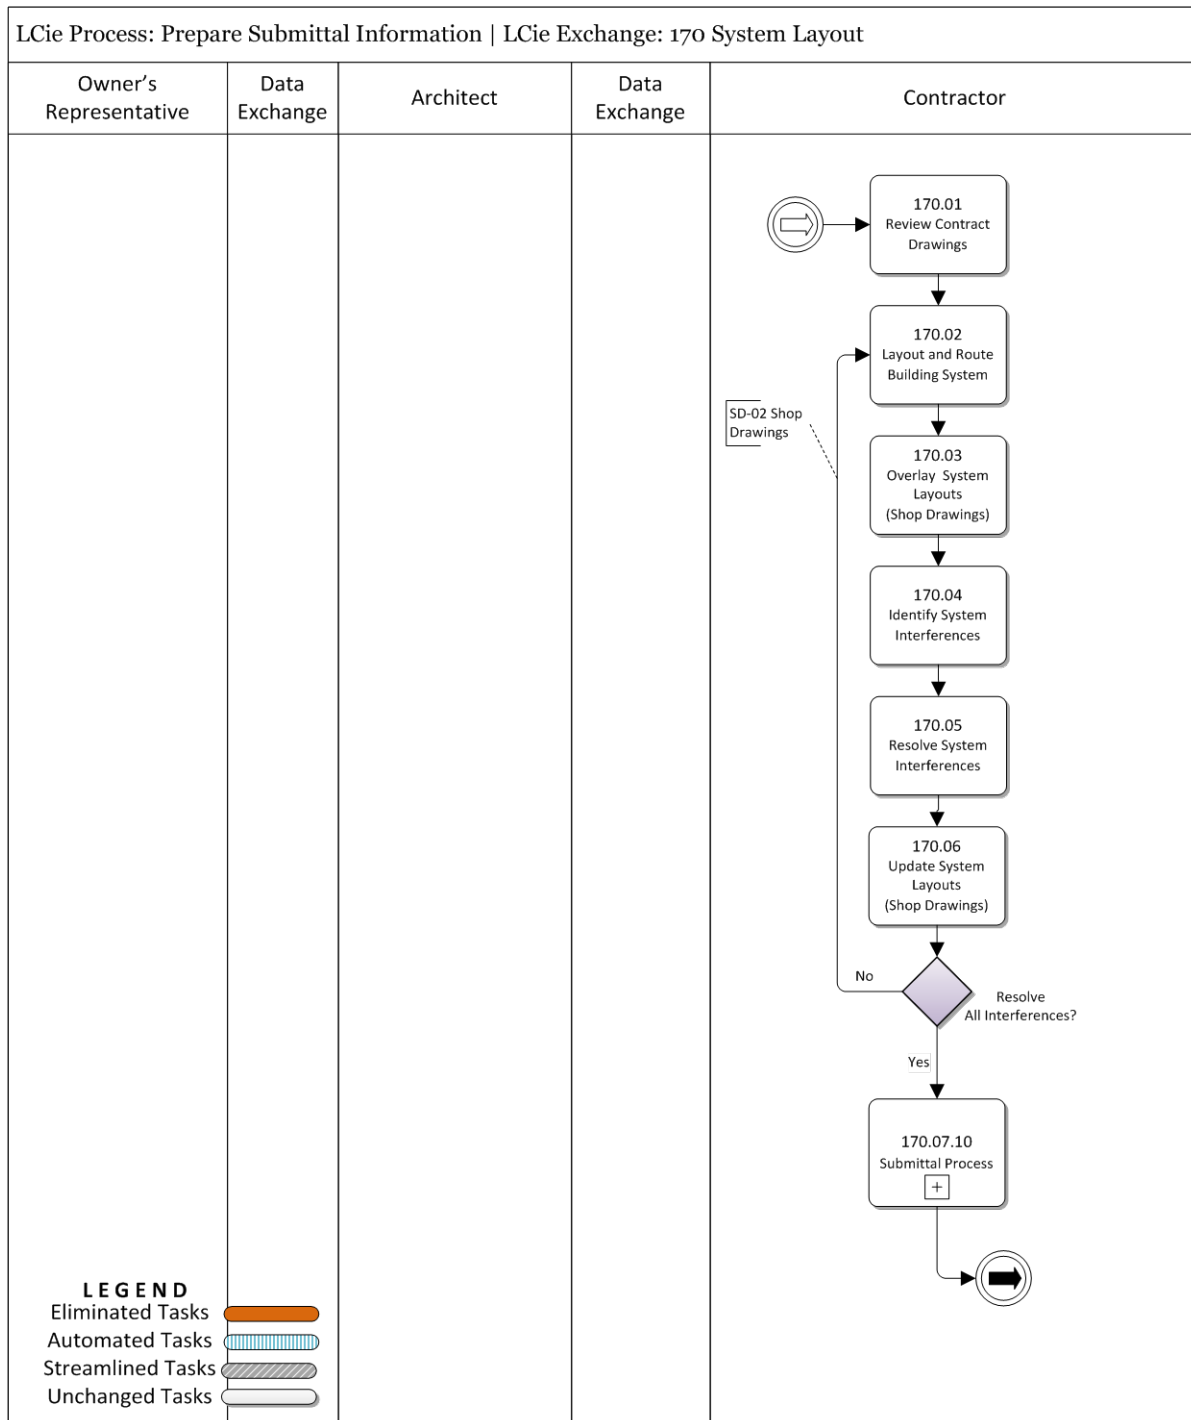 LCie Process: Prepare Submittal Information | LCie Exchange: 170 System Layout
Owner's
Representative
Data
Exchange
Architect
Data
Exchange
Contractor
170.01
Review Contract
Drawings
170.02
Layout and Route
Building System
SD-02 Shop
Drawings
170.03
Overlay System
Layouts
(Shop Drawings)
170.04
Identify System
Interferences
170.05
Resolve System
Interferences
170.06
Update System
Layouts
(Shop Drawings)
No
Resolve
All Interferences?
Yes
170.07.10
Submittal Process
+
LEGEND
Eliminated Tasks
Automated Tasks
Streamlined Tasks
Unchanged Tasks